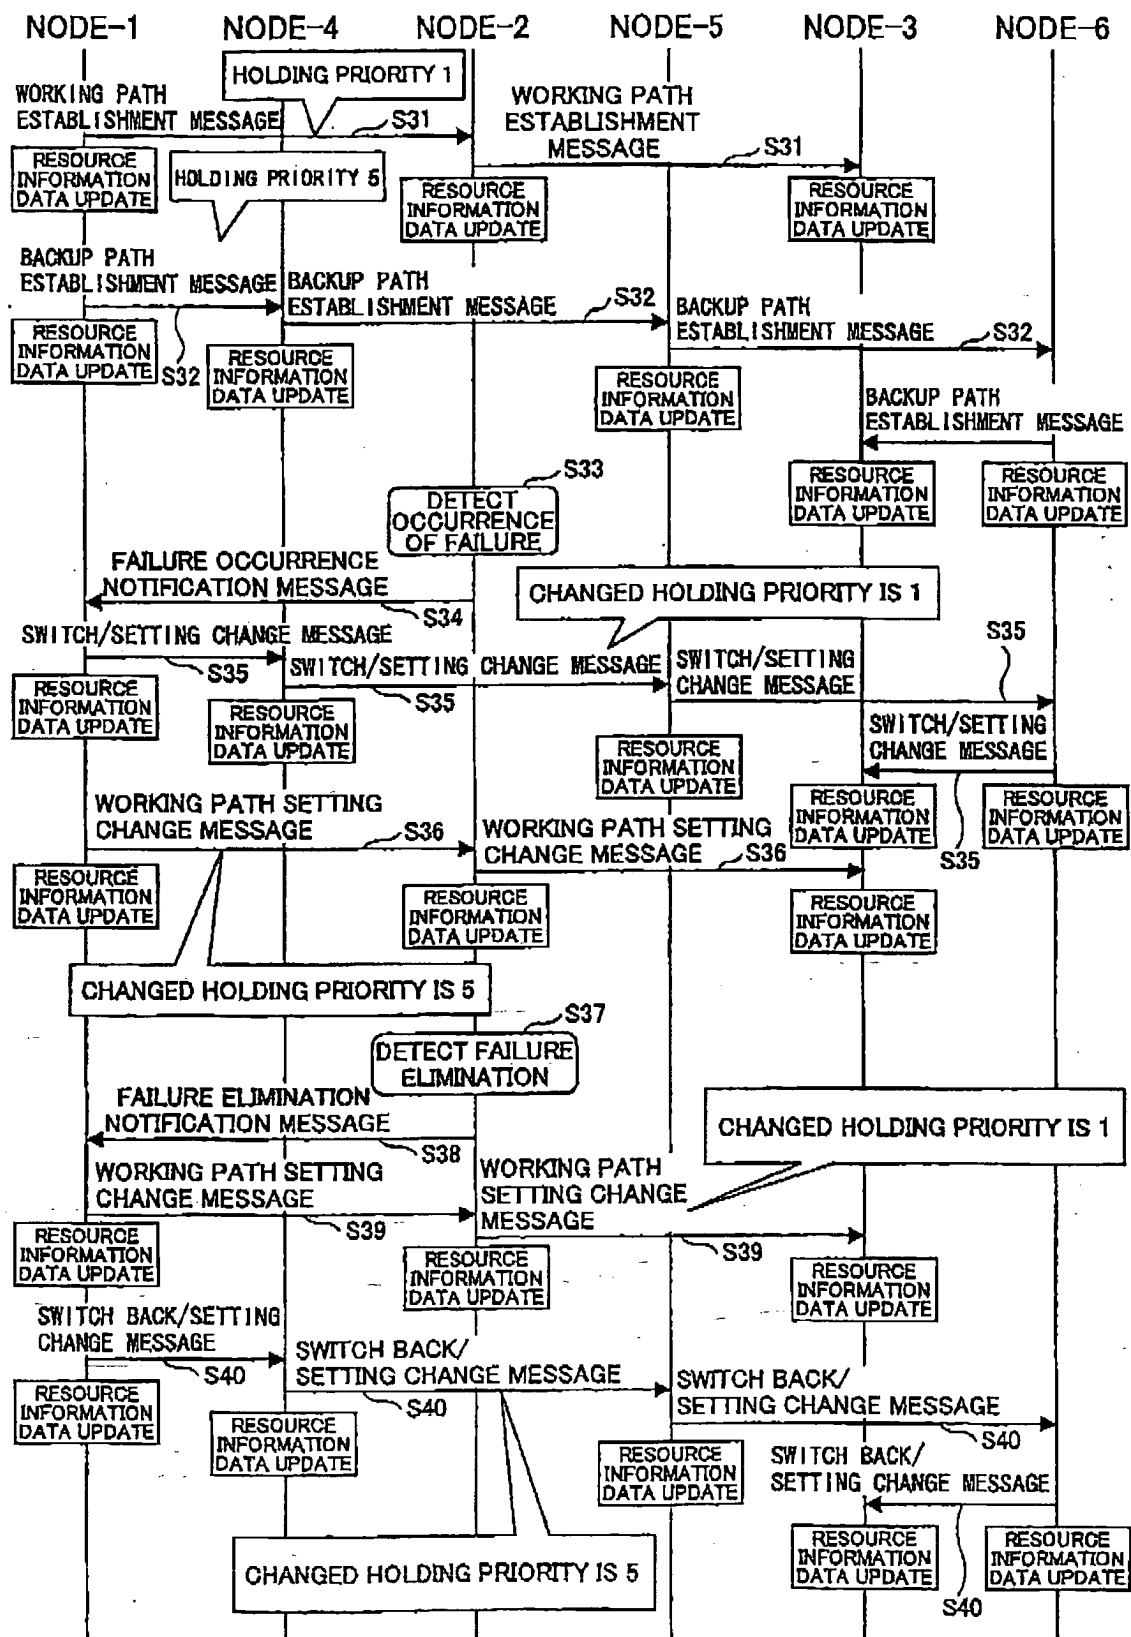 NODE-1
NODE-4
NODE-2
NODE-5
NODE-3
NODE-6
HOLDING PRIORITY 1
WORKING PATH
ESTABLISHMENT MESSAGE
S31
WORKING PATH
ESTABLISHMENT
MESSAGE
S31
RESOURCE
INFORMATION
DATA UPDATE
HOLDING PRIORITY 5
RESOURCE
INFORMATION
DATA UPDATE
RESOURCE
INFORMATION
DATA UPDATE
BACKUP PATH
ESTABLISHMENT MESSAGE
S32
BACKUP PATH
ESTABLISHMENT MESSAGE
S32
BACKUP PATH
ESTABLISHMENT MESSAGE
S32
RESOURCE
INFORMATION
DATA UPDATE
RESOURCE
INFORMATION
DATA UPDATE
RESOURCE
INFORMATION
DATA UPDATE
BACKUP PATH
ESTABLISHMENT MESSAGE
RESOURCE
INFORMATION
DATA UPDATE
RESOURCE
INFORMATION
DATA UPDATE
S33
DETECT
OCCURRENCE
OF FAILURE
FAILURE OCCURRENCE
NOTIFICATION MESSAGE
S34
CHANGED HOLDING PRIORITY IS 1
SWITCH/SETTING CHANGE MESSAGE
S35
SWITCH/SETTING CHANGE MESSAGE
S35
SWITCH/SETTING
CHANGE MESSAGE
S35
RESOURCE
INFORMATION
DATA UPDATE
RESOURCE
INFORMATION
DATA UPDATE
RESOURCE
INFORMATION
DATA UPDATE
SWITCH/SETTING
CHANGE MESSAGE
S35
RESOURCE
INFORMATION
DATA UPDATE
RESOURCE
INFORMATION
DATA UPDATE
WORKING PATH SETTING
CHANGE MESSAGE
S36
WORKING PATH SETTING
CHANGE MESSAGE
S36
RESOURCE
INFORMATION
DATA UPDATE
RESOURCE
INFORMATION
DATA UPDATE
RESOURCE
INFORMATION
DATA UPDATE
CHANGED HOLDING PRIORITY IS 5
S37
DETECT FAILURE
ELIMINATION
FAILURE ELIMINATION
NOTIFICATION MESSAGE
S38
CHANGED HOLDING PRIORITY IS 1
WORKING PATH SETTING
CHANGE MESSAGE
S39
WORKING PATH
SETTING CHANGE
MESSAGE
S39
RESOURCE
INFORMATION
DATA UPDATE
RESOURCE
INFORMATION
DATA UPDATE
RESOURCE
INFORMATION
DATA UPDATE
SWITCH BACK/SETTING
CHANGE MESSAGE
S40
SWITCH BACK/
SETTING CHANGE MESSAGE
S40
SWITCH BACK/
SETTING CHANGE MESSAGE
S40
RESOURCE
INFORMATION
DATA UPDATE
RESOURCE
INFORMATION
DATA UPDATE
RESOURCE
INFORMATION
DATA UPDATE
SWITCH BACK/
SETTING CHANGE MESSAGE
S40
RESOURCE
INFORMATION
DATA UPDATE
RESOURCE
INFORMATION
DATA UPDATE
CHANGED HOLDING PRIORITY IS 5